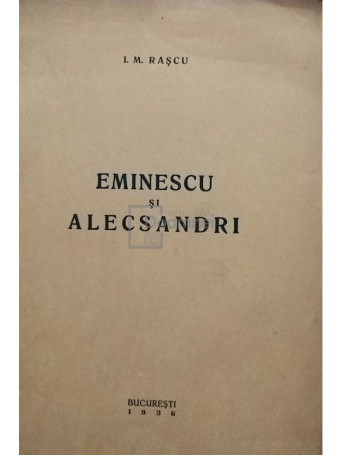 I. M. RAŞCU
EMINESCU
ŞI
ALECSANDRI
BUCUREŞTI
1936